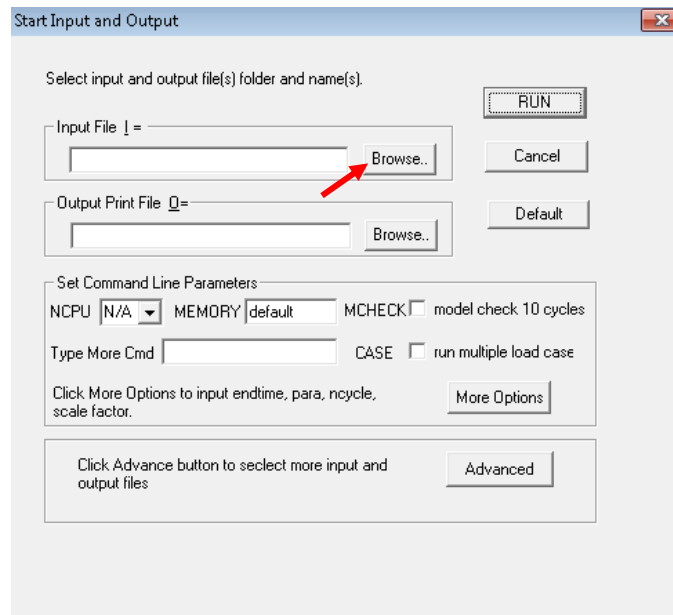 Start Input and Output
Select input and output file(s) folder and name(s).
RUN
Input File I =
Browse..
Cancel
Output Print File O=
Default
Browse..
Set Command Line Parameters
NCPU N/A MEMORY default MCHECK model check 10 cycles
Type More Cmd CASE run multiple load case
Click More Options to input endtime, para, ncycle,
scale factor.
More Options
Click Advance button to seclect more input and
output files
Advanced